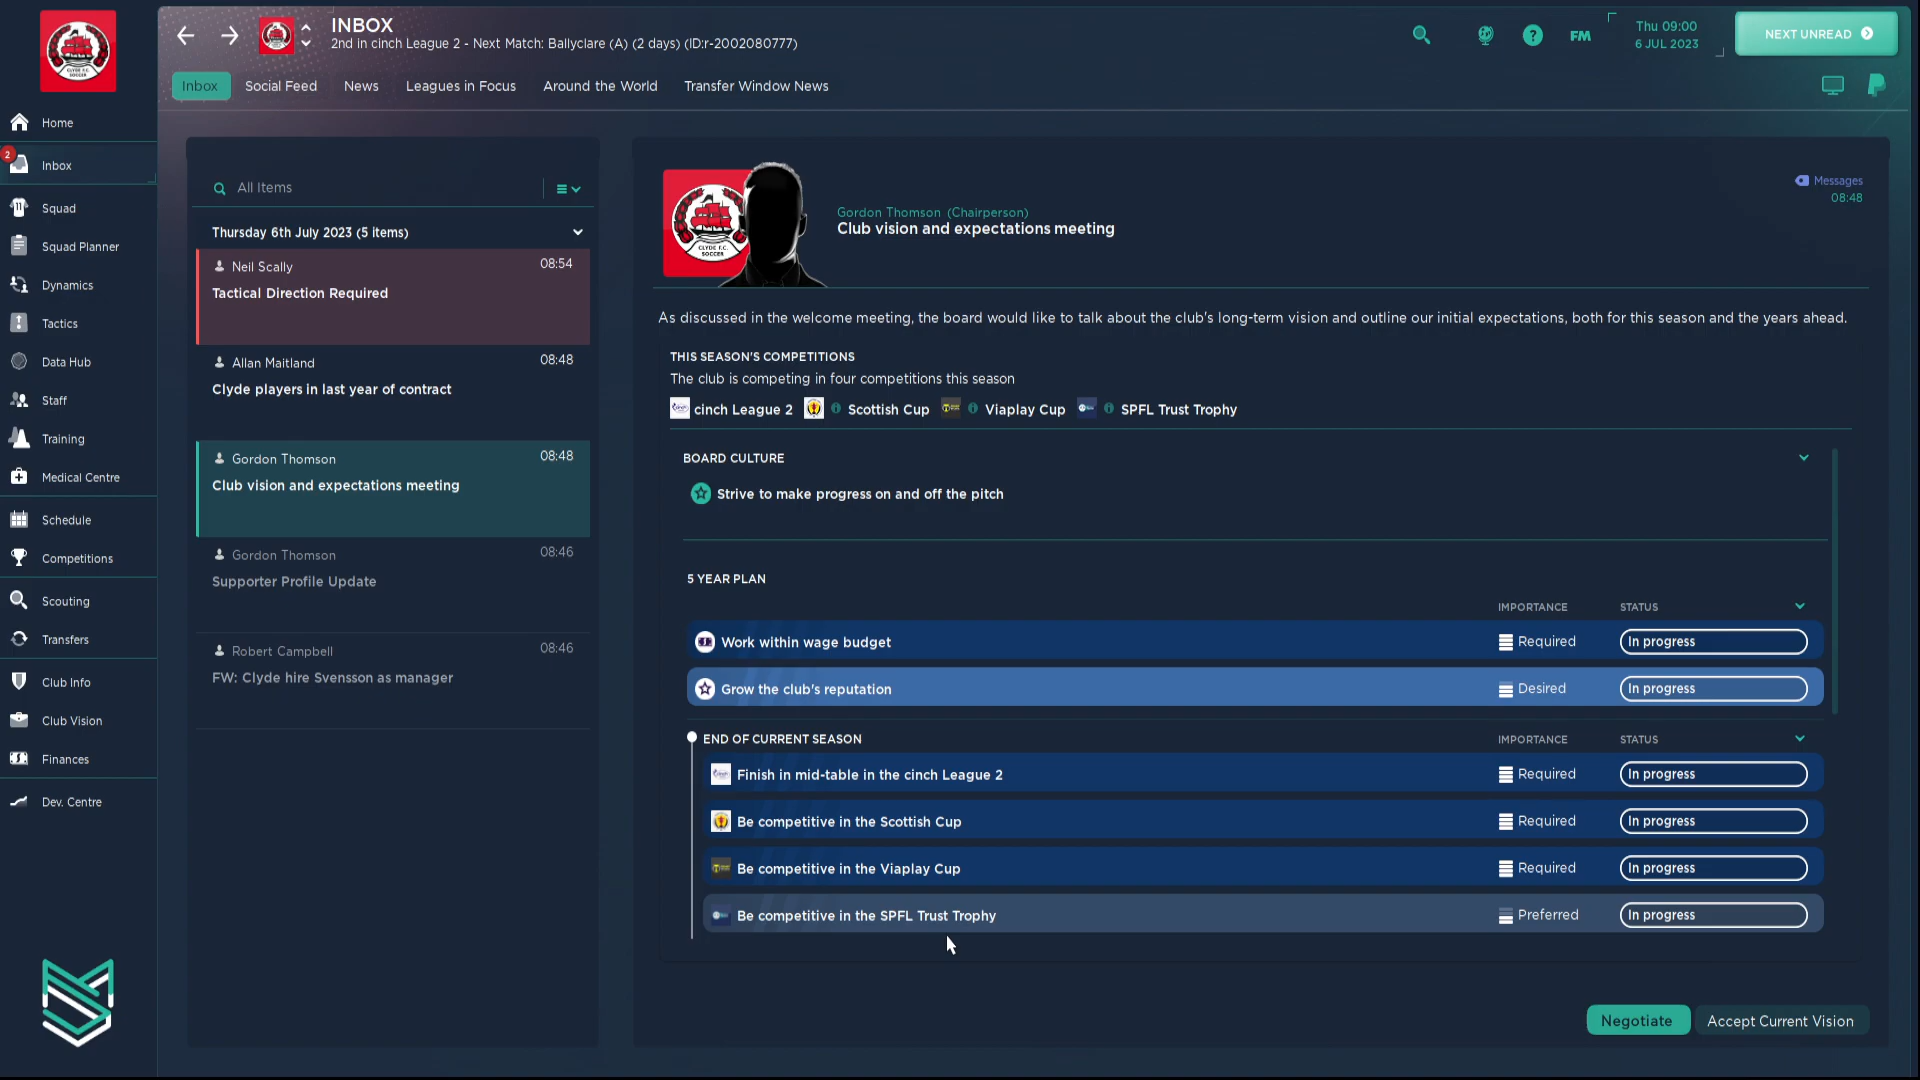 INBOX
2nd in cinch League 2 - Next Match: Ballyclare (A) (2 days) (ID:r-2002080777)
FM
Thu 09:00
6 JUL 2023
NEXT UNREAD
Inbox
Social Feed
News
Leagues in Focus
Around the World
Transfer Window News
CLYDE F.C.
SOCCER
Home
2
Inbox
Squad
Squad Planner
Dynamics
Tactics
Data Hub
Staff
Training
Medical Centre
Schedule
Competitions
Scouting
Transfers
Club Info
Club Vision
Finances
Dev. Centre
All Items
Thursday 6th July 2023 (5 items)
Neil Scally 08:54
Tactical Direction Required
Allan Maitland 08:48
Clyde players in last year of contract
Gordon Thomson 08:48
Club vision and expectations meeting
Gordon Thomson 08:46
Supporter Profile Update
Robert Campbell 08:46
FW: Clyde hire Svensson as manager
CLYDE F.C.
SOCCER
Gordon Thomson (Chairperson)
Club vision and expectations meeting
Messages
08:48
As discussed in the welcome meeting, the board would like to talk about the club's long-term vision and outline our initial expectations, both for this season and the years ahead.
THIS SEASON'S COMPETITIONS
The club is competing in four competitions this season
cinch League 2 Scottish Cup Viaplay Cup SPFL Trust Trophy
BOARD CULTURE
Strive to make progress on and off the pitch
5 YEAR PLAN
IMPORTANCE STATUS
Work within wage budget Required In progress
Grow the club's reputation Desired In progress
END OF CURRENT SEASON IMPORTANCE STATUS
Finish in mid-table in the cinch League 2 Required In progress
Be competitive in the Scottish Cup Required In progress
Be competitive in the Viaplay Cup Required In progress
Be competitive in the SPFL Trust Trophy Preferred In progress
Negotiate
Accept Current Vision